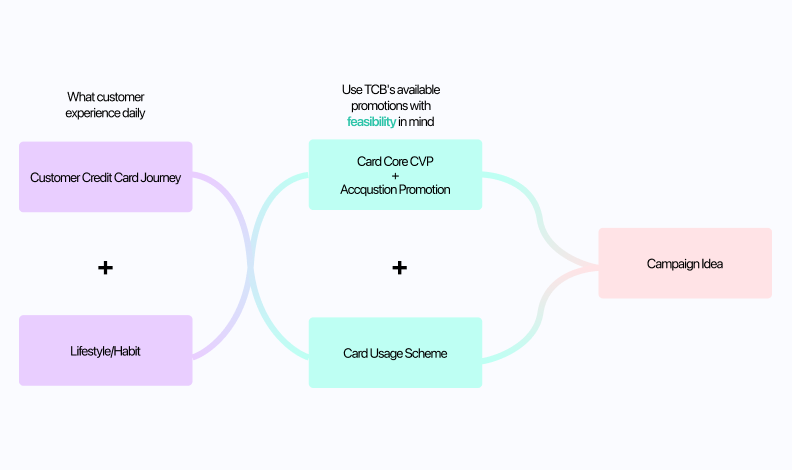 What customer
experience daily
Customer Credit Card Journey
+
Lifestyle/Habit
Use TCB's available
promotions with
feasibility in mind
Card Core CVP
+
Accqustion Promotion
+
Card Usage Scheme
Campaign Idea